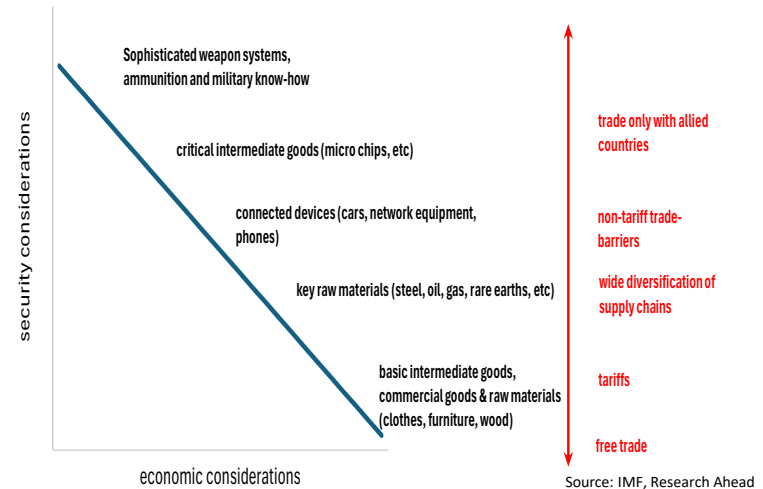 Sophisticated weapon systems,
ammunition and military know-how
critical intermediate goods (micro chips, etc)
connected devices (cars, network equipment,
phones)
key raw materials (steel, oil, gas, rare earths, etc)
basic intermediate goods,
commercial goods & raw materials
(clothes, furniture, wood)
security considerations
economic considerations
trade only with allied
countries
non-tariff trade-
barriers
wide diversification of
supply chains
tariffs
free trade
Source: IMF, Research Ahead